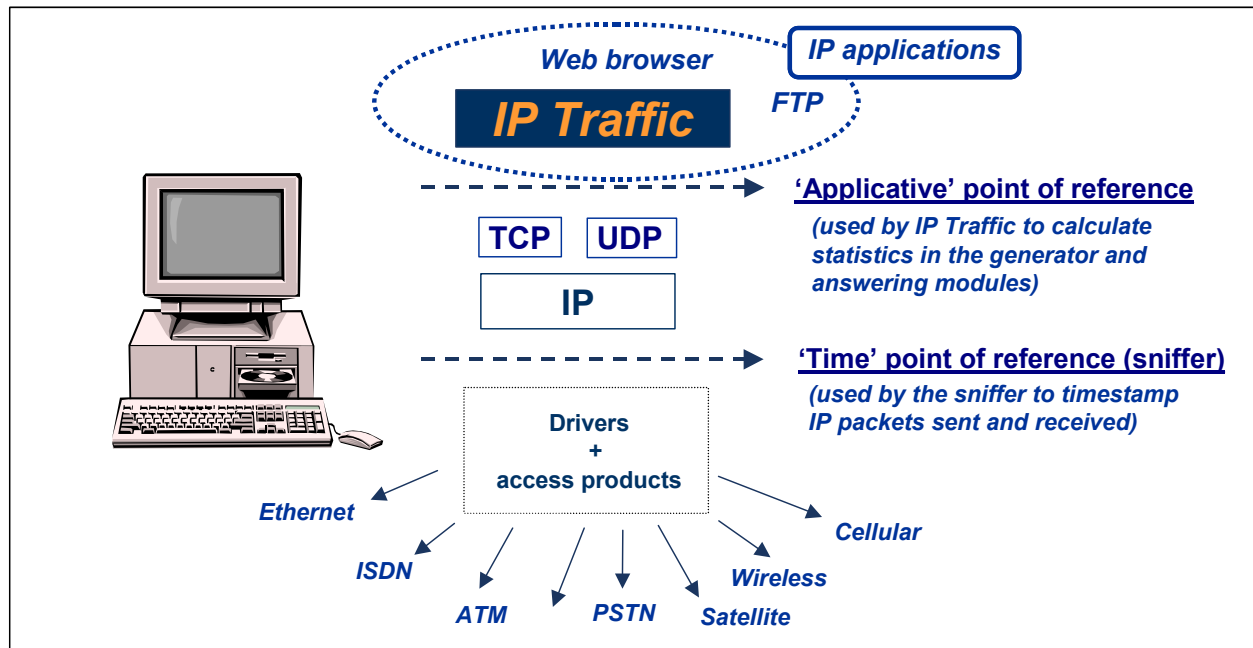 Web browser
IP applications
FTP
IP Traffic
‘Applicative’ point of reference
(used by IP Traffic to calculate
statistics in the generator and
answering modules)
TCP
UDP
IP
‘Time’ point of reference (sniffer)
(used by the sniffer to timestamp
IP packets sent and received)
Drivers
+
access products
Ethernet
Cellular
ISDN
Wireless
ATM
PSTN
Satellite